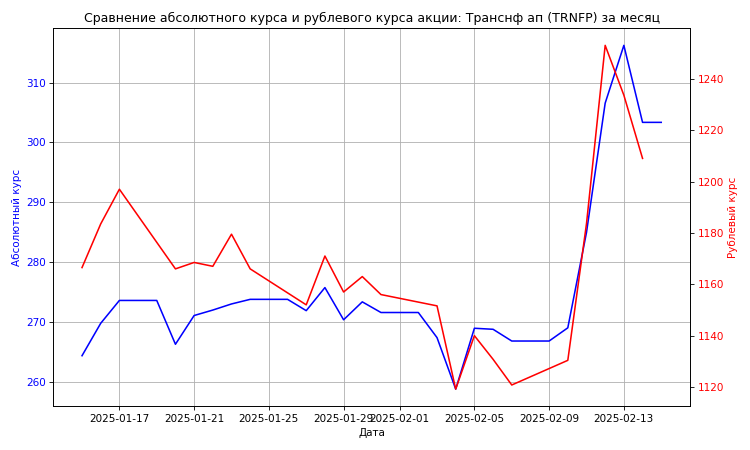 Сравнение абсолютного курса и рублевого курса акции: Транснф ап (TRNFP) за месяц
310
300
290
280
270
260
Абсолютный курс
1240
1220
1200
1180
1160
1140
1120
Рублевый курс
2025-01-17 2025-01-21 2025-01-25 2025-01-29 2025-02-01 2025-02-05 2025-02-09 2025-02-13
Дата